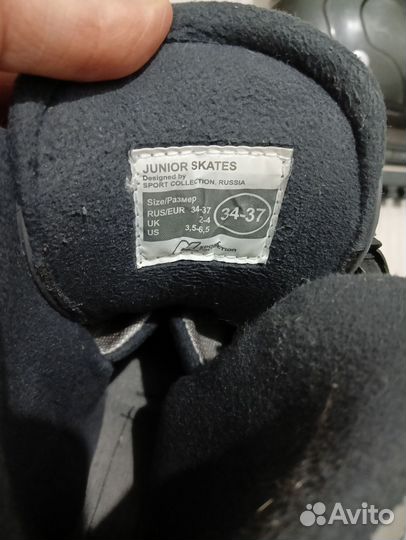 JUNIOR SKATES
Designed by
SPORT COLLECTION, RUSSIA
Size/Размер
RUS/EUR 34-37
UK 2-4
US 3,5-6,5
34-37
Avito